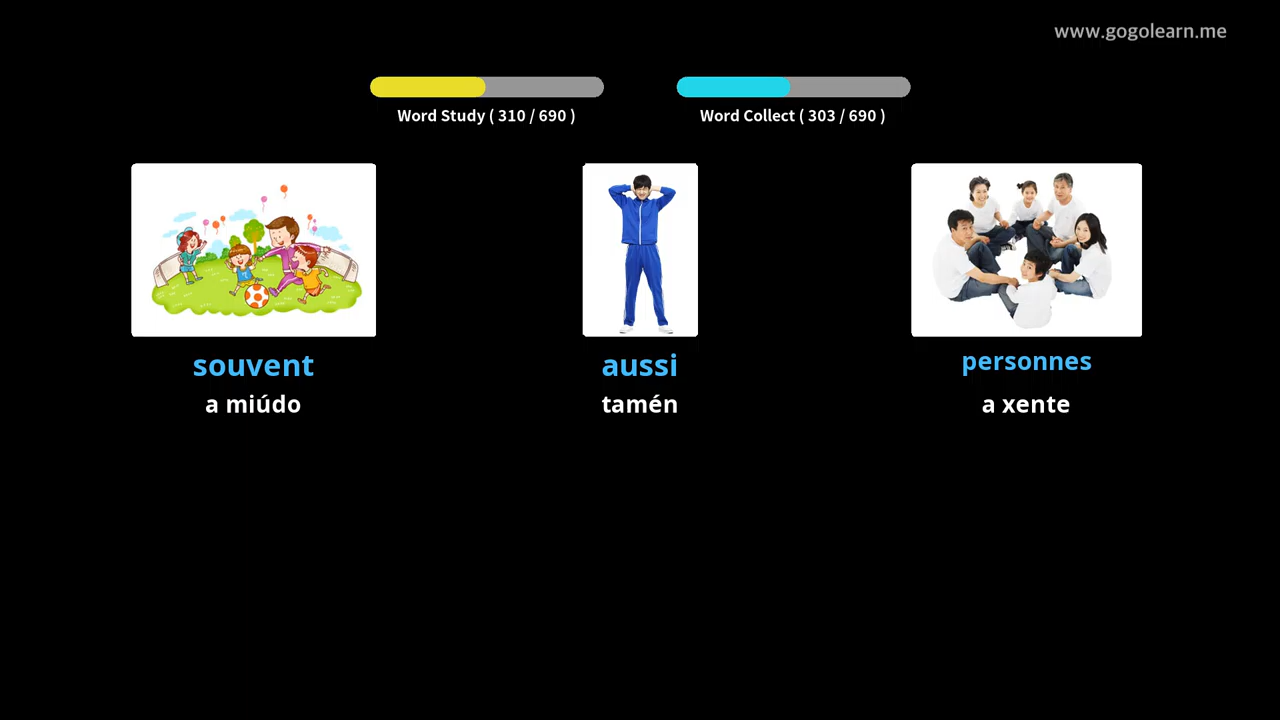 www.gogolearn.me
Word Study ( 310 / 690 )
Word Collect ( 303 / 690 )
souvent
aussi
personnes
a miúdo
tamén
a xente